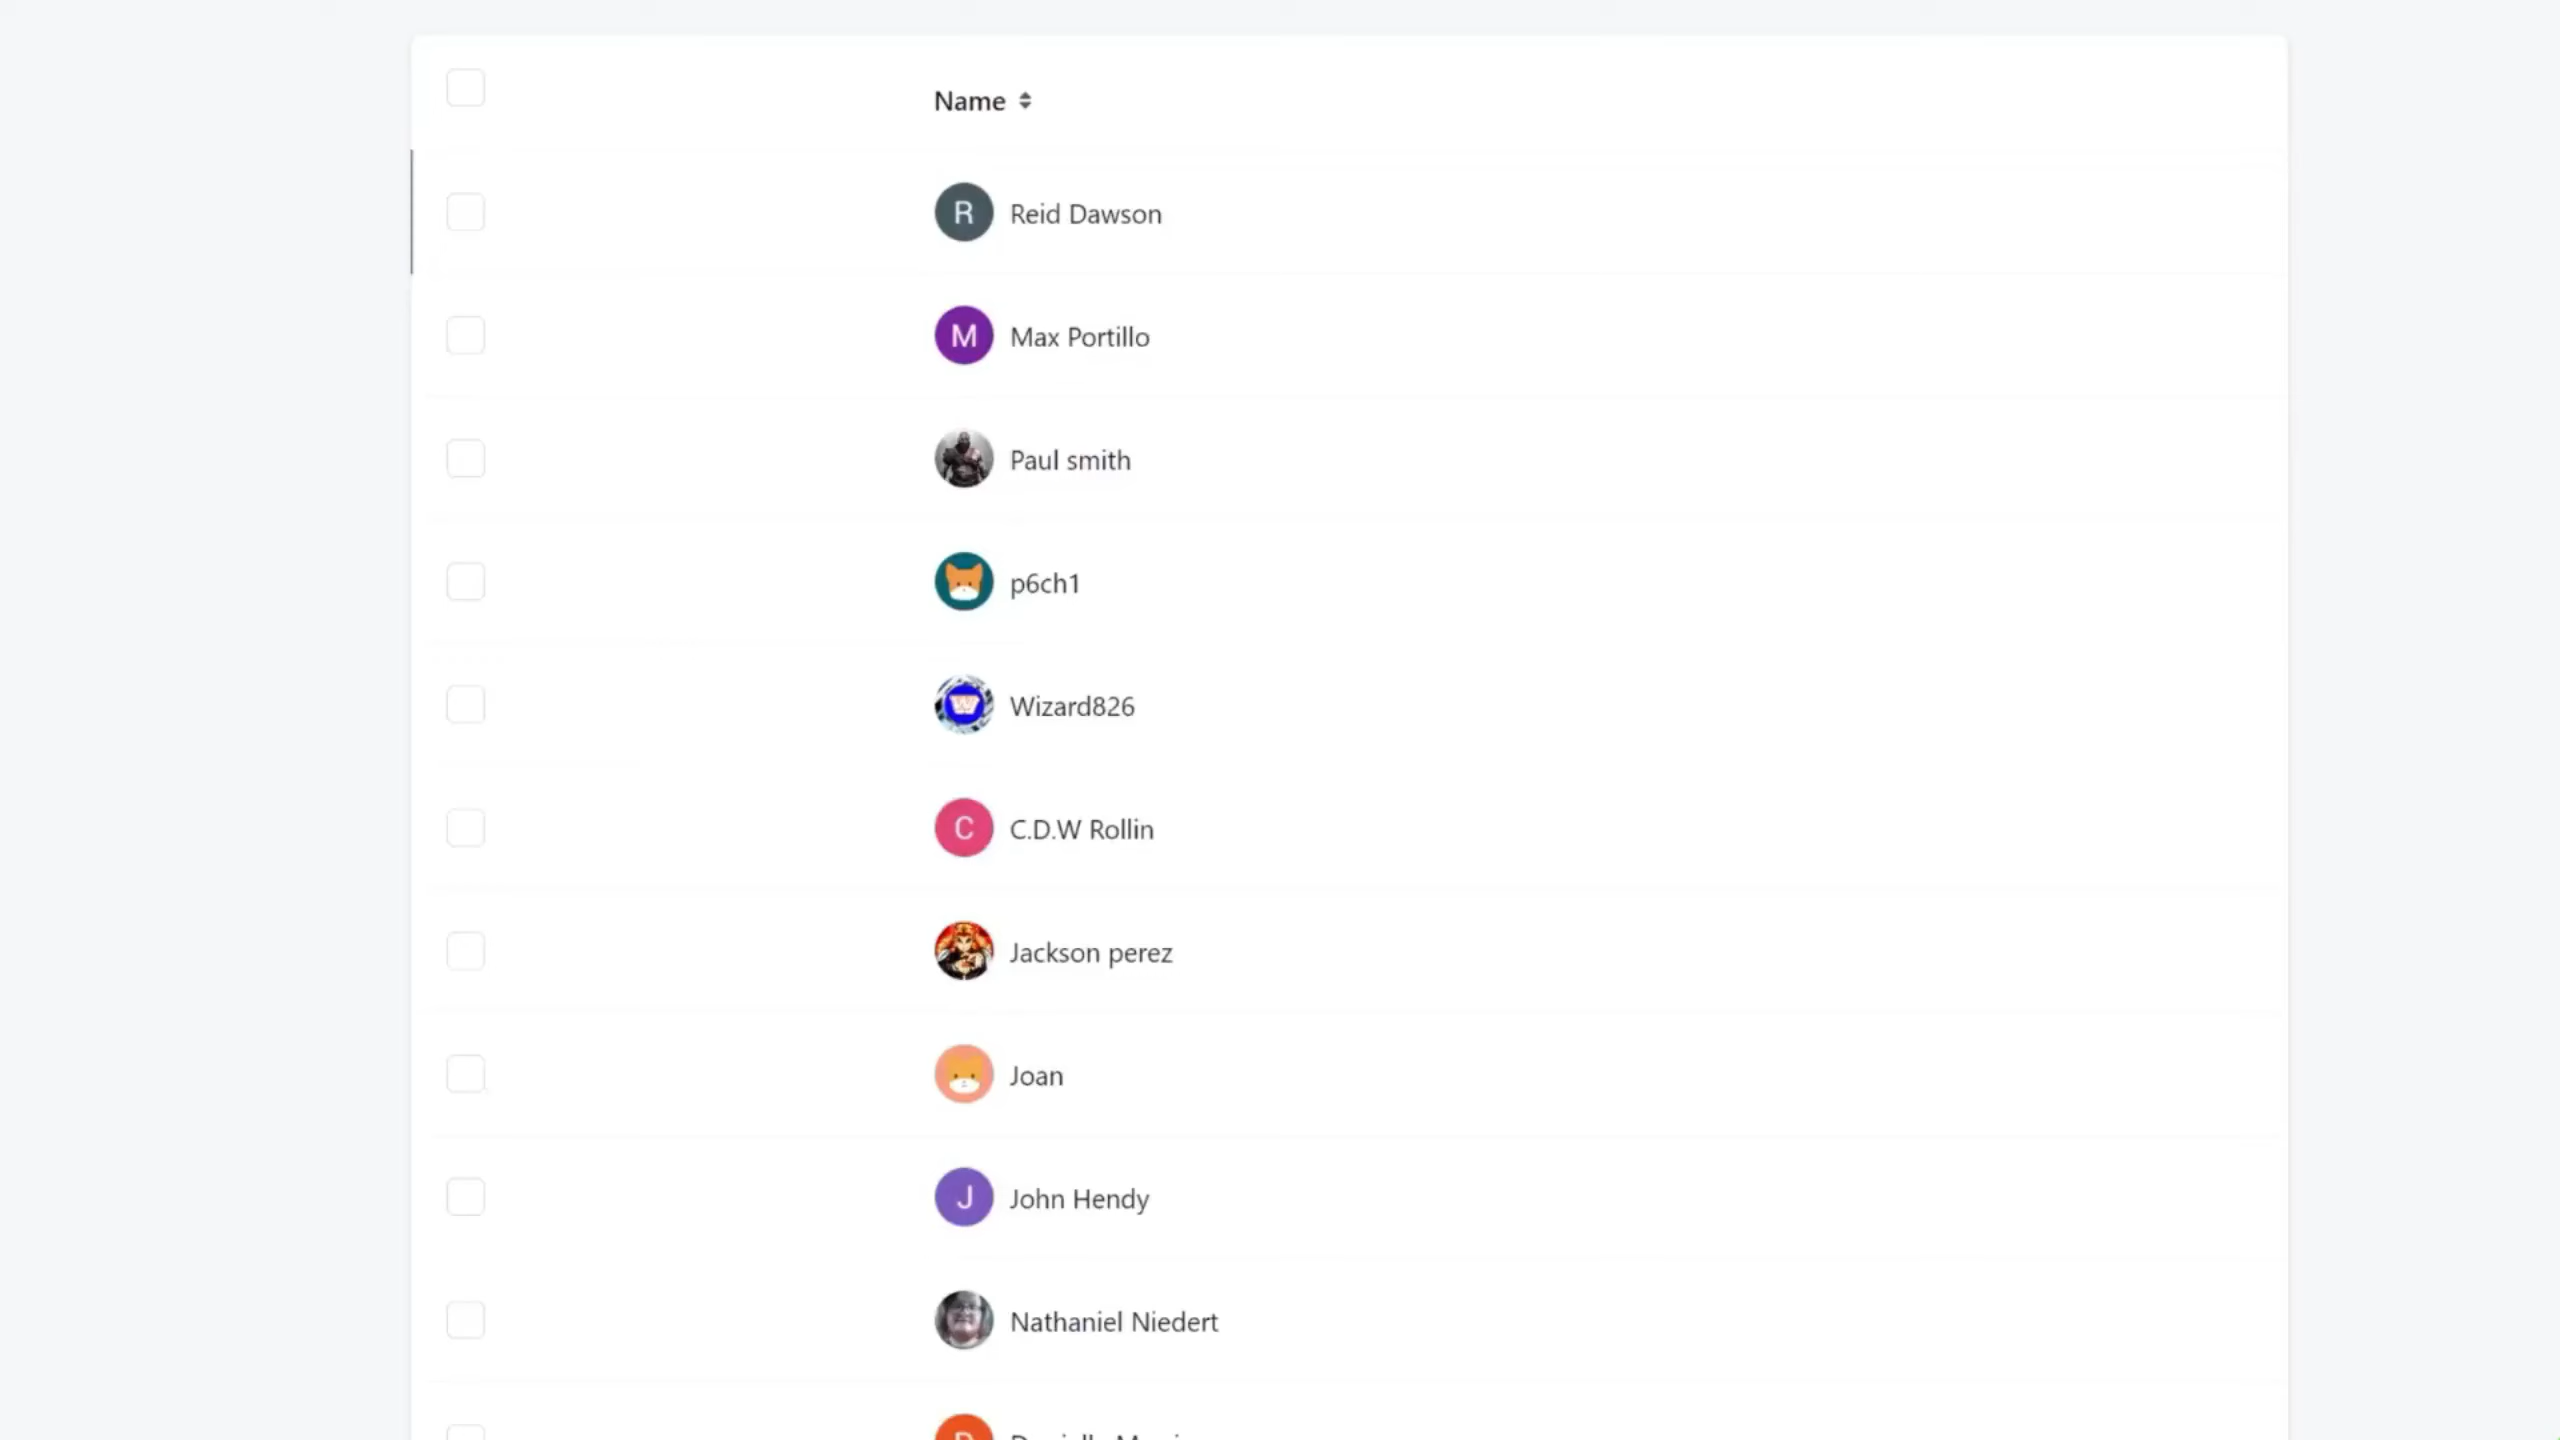 Name
R Reid Dawson
M Max Portillo
Paul smith
p6ch1
W Wizard826
C C.D.W Rollin
Jackson perez
Joan
J John Hendy
Nathaniel Niedert